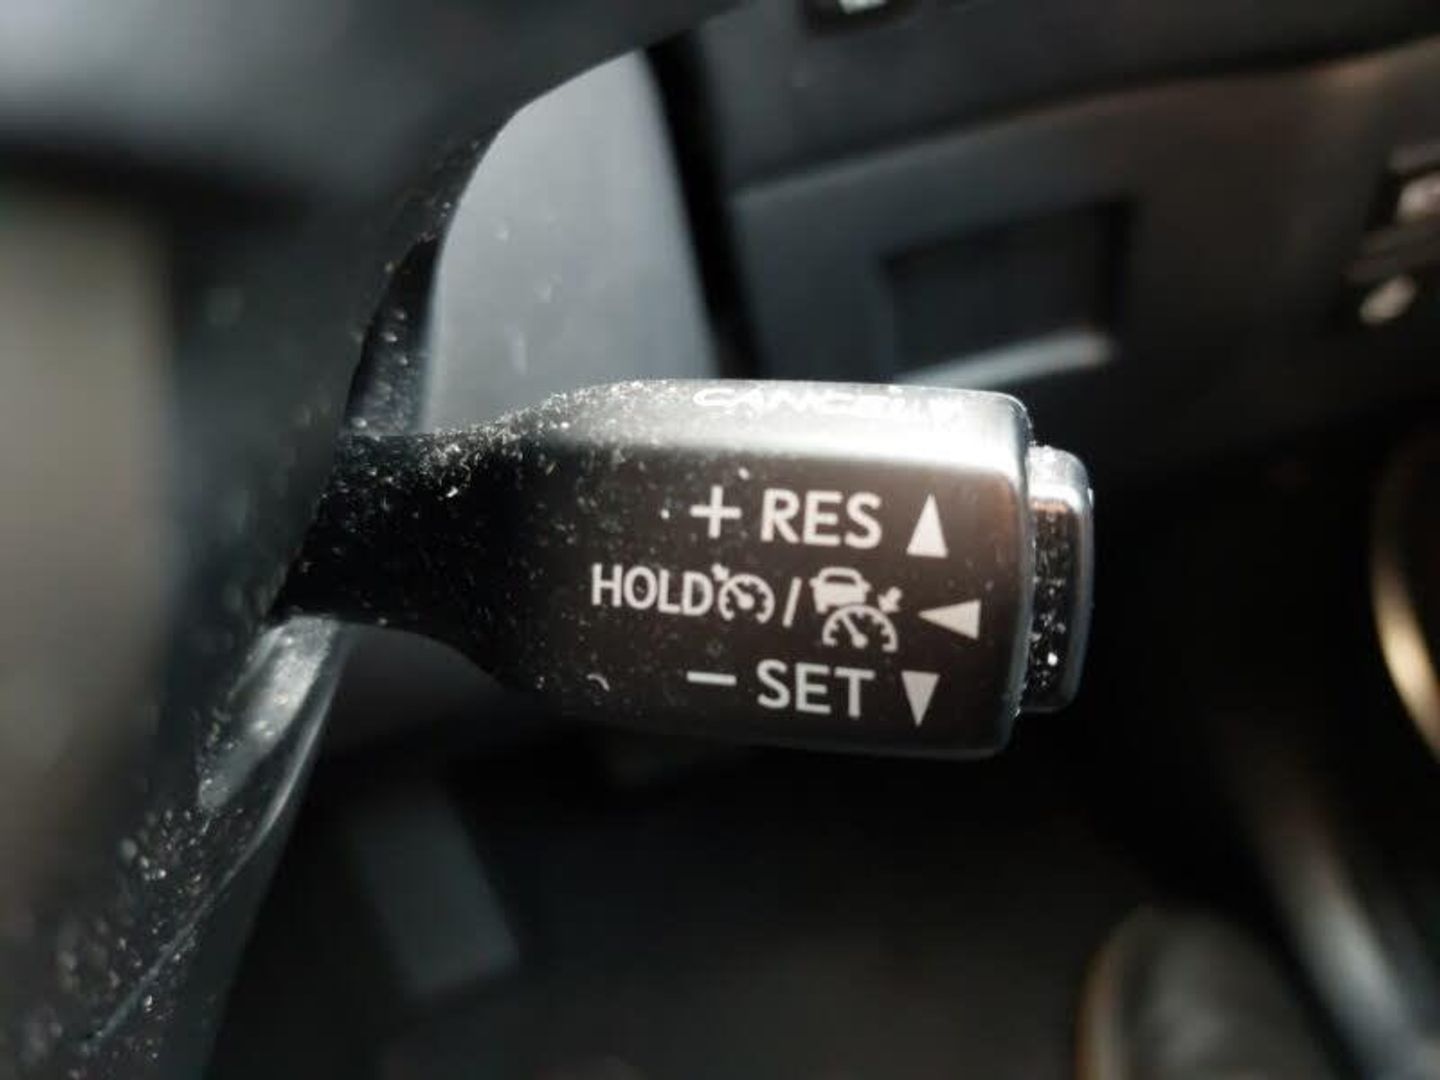 CANCEL
+ RES ▲
HOLD / ◀
− SET ▼